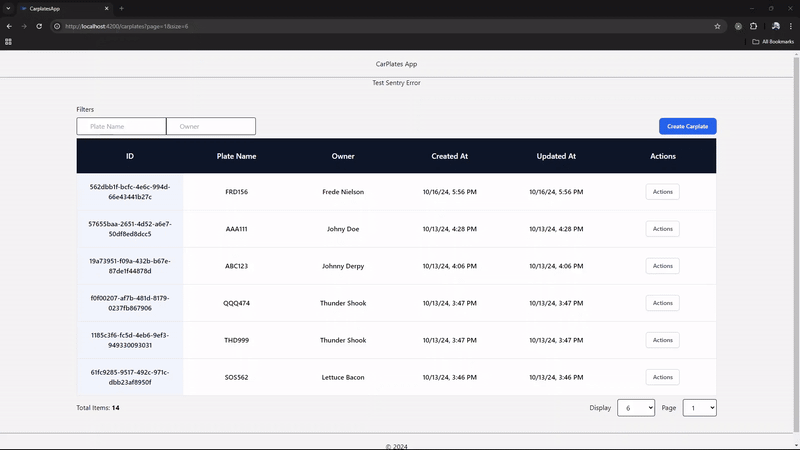 CarplatesApp
http://localhost:4200/carplates?page=1&size=6
All Bookmarks
CarPlates App
Test Sentry Error
Filters
Plate Name Owner Create Carplate
ID Plate Name Owner Created At Updated At Actions
562dbb1f-bcfc-4e6c-994d-
66e43441b27c
FRD156 Frede Nielson 10/16/24, 5:56 PM 10/16/24, 5:56 PM Actions
57655baa-2651-4d52-a6e7-
50df8ed8dcc5
AAA111 Johny Doe 10/13/24, 4:28 PM 10/13/24, 4:28 PM Actions
19a73951-f09a-432b-b67e-
87de1f44878d
ABC123 Johnny Derpy 10/13/24, 4:06 PM 10/13/24, 4:06 PM Actions
f0f00207-af7b-481d-8179-
0237fb867906
QQQ474 Thunder Shook 10/13/24, 3:47 PM 10/13/24, 3:47 PM Actions
1185c3f6-fc5d-4eb6-9ef3-
949330093031
THD999 Thunder Shook 10/13/24, 3:47 PM 10/13/24, 3:47 PM Actions
61fc9285-9517-492c-971c-
dbb23af8950f
SOS562 Lettuce Bacon 10/13/24, 3:46 PM 10/13/24, 3:46 PM Actions
Total Items: 14 Display 6 Page 1
© 2024